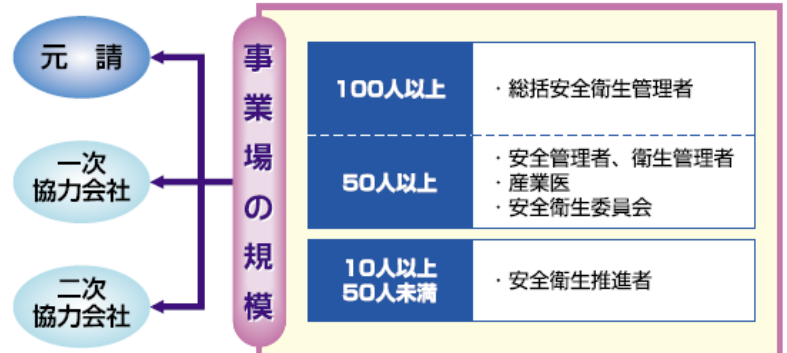 元 請
一次
協力会社
二次
協力会社
事業場の規模
100人以上
・総括安全衛生管理者
50人以上
・安全管理者、衛生管理者
・産業医
・安全衛生委員会
10人以上
50人未満
・安全衛生推進者